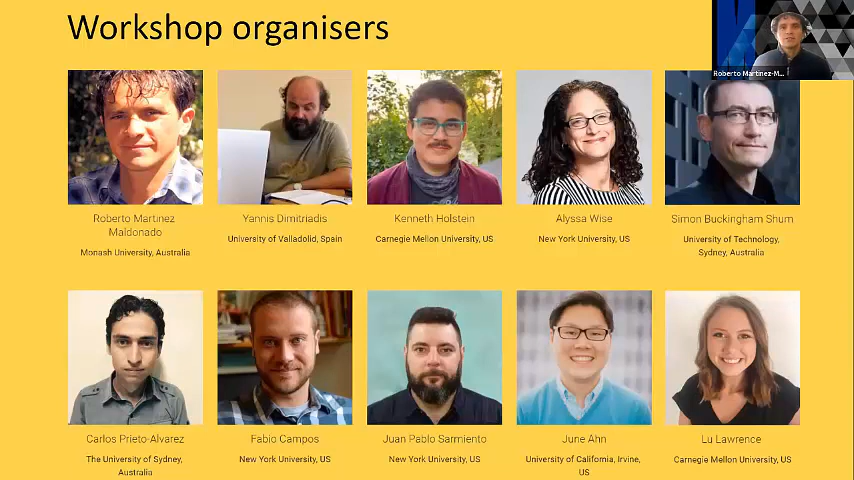 Workshop organisers
Roberto Martinez-M...
Roberto Martinez
Maldonado
Monash University, Australia
Yannis Dimitriadis
University of Valladolid, Spain
Kenneth Holstein
Carnegie Mellon University, US
Alyssa Wise
New York University, US
Simon Buckingham Shum
University of Technology,
Sydney, Australia
Carlos Prieto-Alvarez
The University of Sydney,
Australia
Fabio Campos
New York University, US
Juan Pablo Sarmiento
New York University, US
June Ahn
University of California, Irvine,
US
Lu Lawrence
Carnegie Mellon University, US